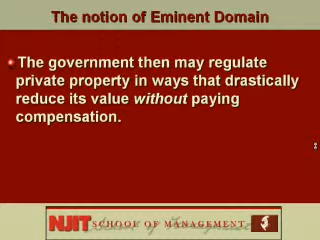 The notion of Eminent Domain
The government then may regulate
private property in ways that drastically
reduce its value without paying
compensation.
NJIT SCHOOL OF MANAGEMENT